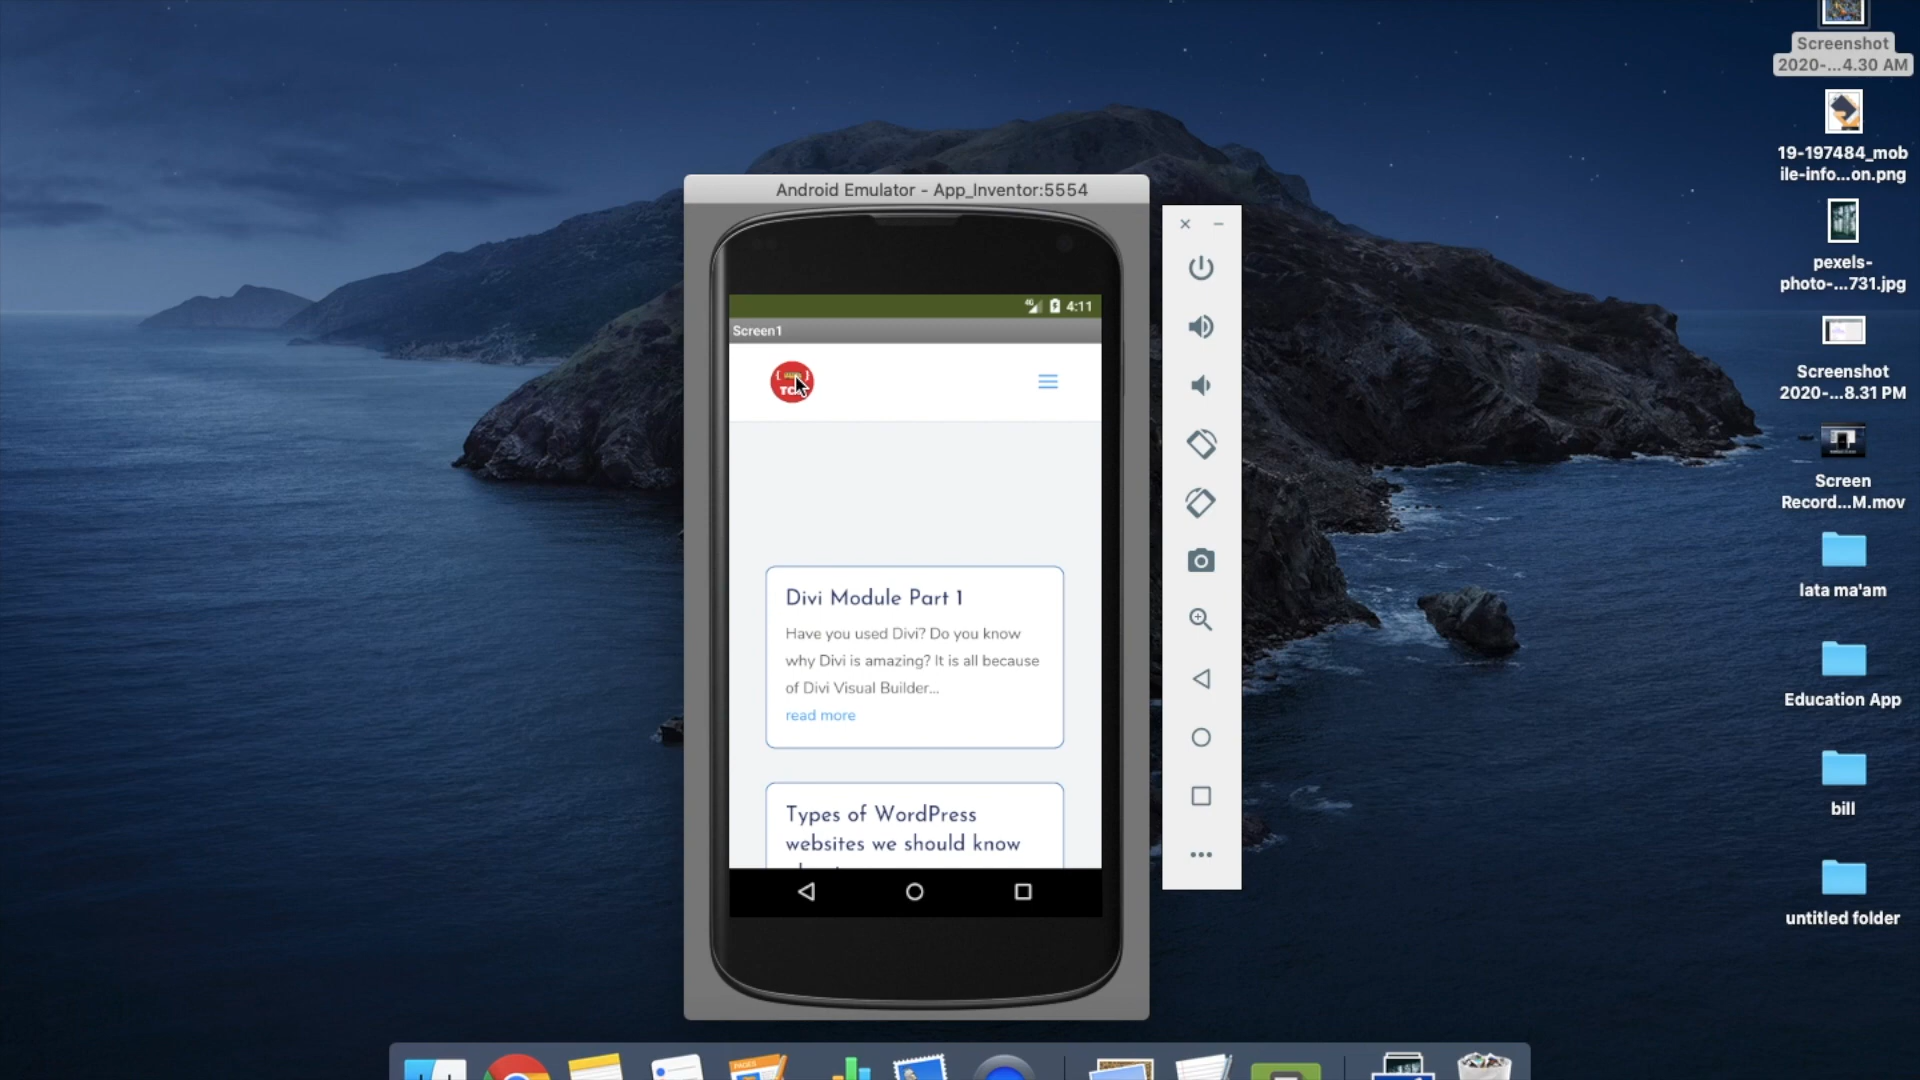 Android Emulator - App_Inventor:5554
4G 4:11
Screen1
Divi Module Part 1
Have you used Divi? Do you know
why Divi is amazing? It is all because
of Divi Visual Builder...
read more
Types of WordPress
websites we should know
Screenshot
2020-...4.30 AM
19-197484_mob
ile-info...on.png
pexels-
photo-...731.jpg
Screenshot
2020-...8.31 PM
Screen
Record...M.mov
lata ma'am
Education App
bill
untitled folder
PAGES